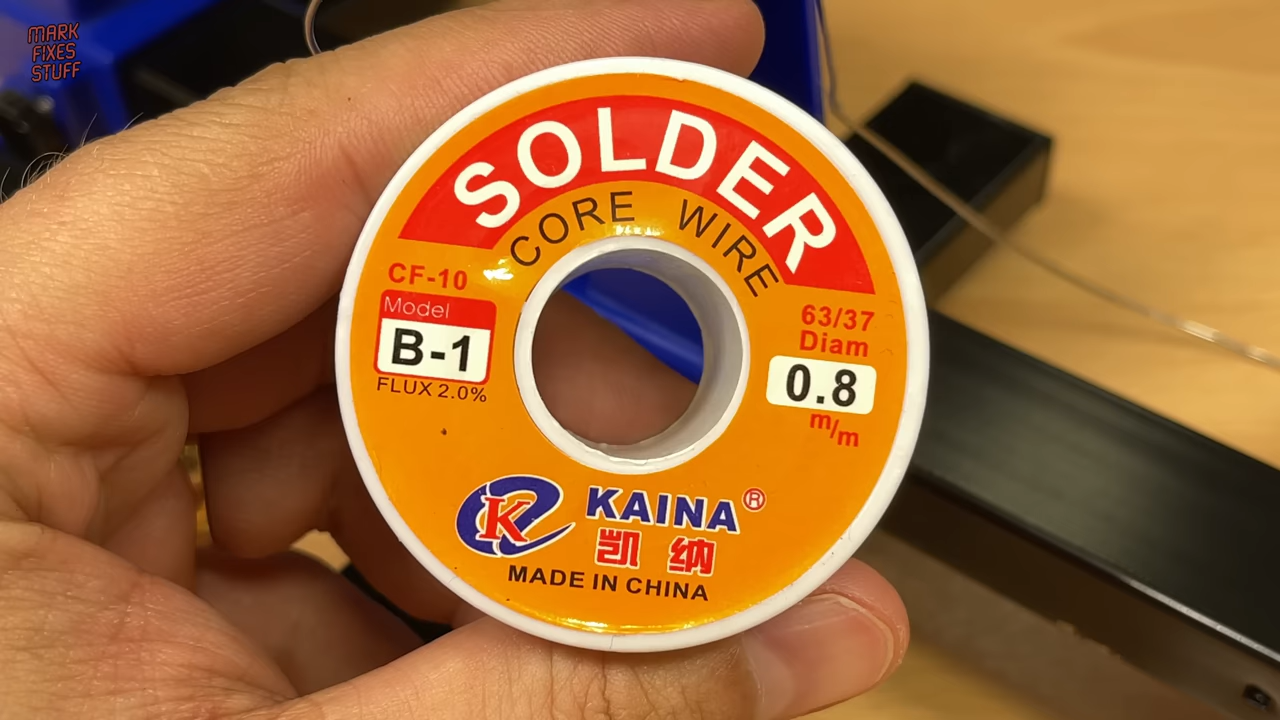 MARK
FIXES
STUFF
SOLDER
CORE WIRE
CF-10
Model
B-1
FLUX 2.0%
63/37
Diam
0.8
m/m
K
KAINA®
凯 纳
MADE IN CHINA